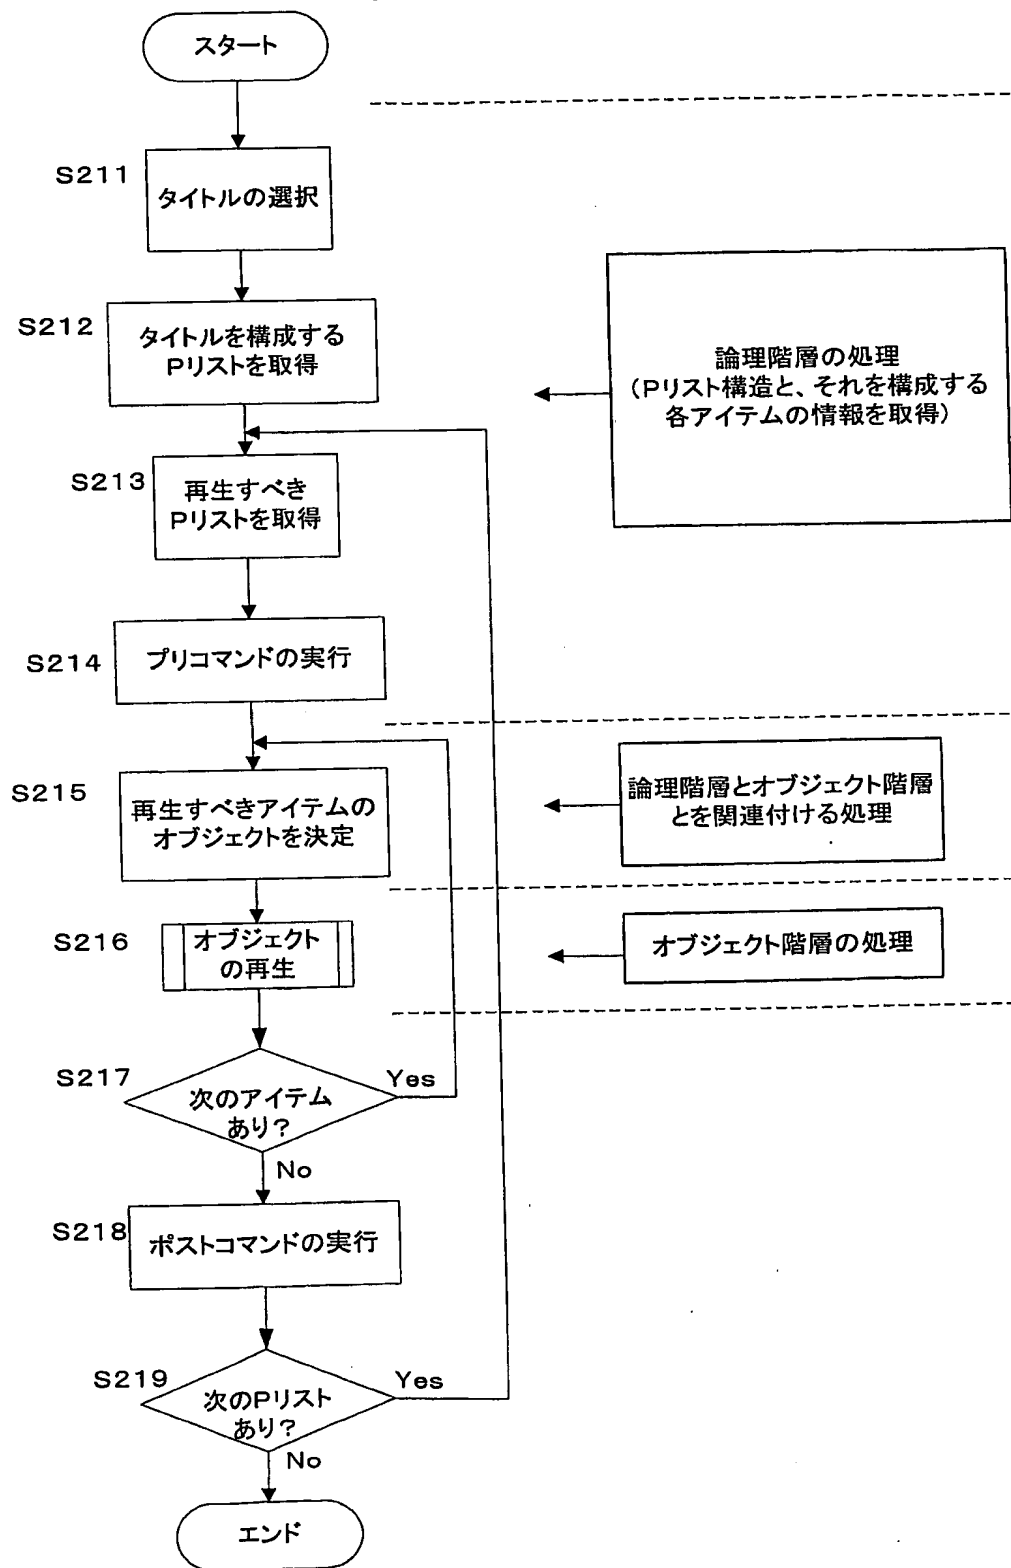 スタート
S211
タイトルの選択
S212
タイトルを構成する
Pリストを取得
論理階層の処理
(Pリスト構造と、それを構成する
各アイテムの情報を取得)
S213
再生すべき
Pリストを取得
S214
プリコマンドの実行
S215
再生すべきアイテムの
オブジェクトを決定
論理階層とオブジェクト階層
とを関連付ける処理
S216
オブジェクト
の再生
オブジェクト階層の処理
S217
次のアイテム
あり?
Yes
No
S218
ポストコマンドの実行
S219
次のPリスト
あり?
Yes
No
エンド